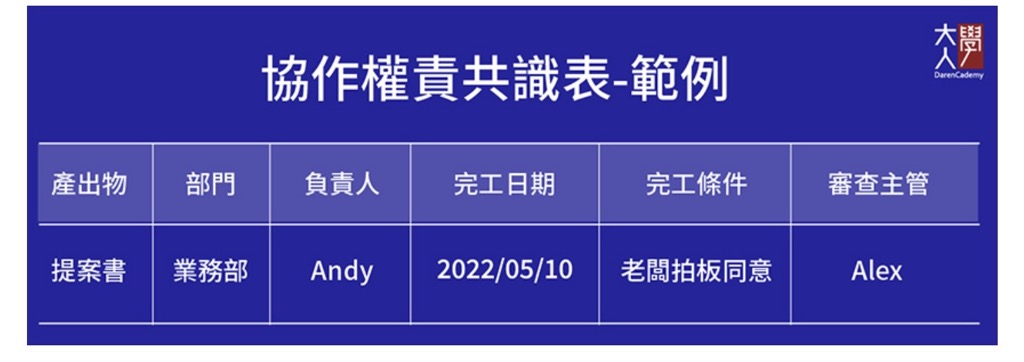 協作權責共識表-範例
大學
人
DarenCademy
產出物 部門 負責人 完工日期 完工條件 審查主管
提案書 業務部 Andy 2022/05/10 老闆拍板同意 Alex